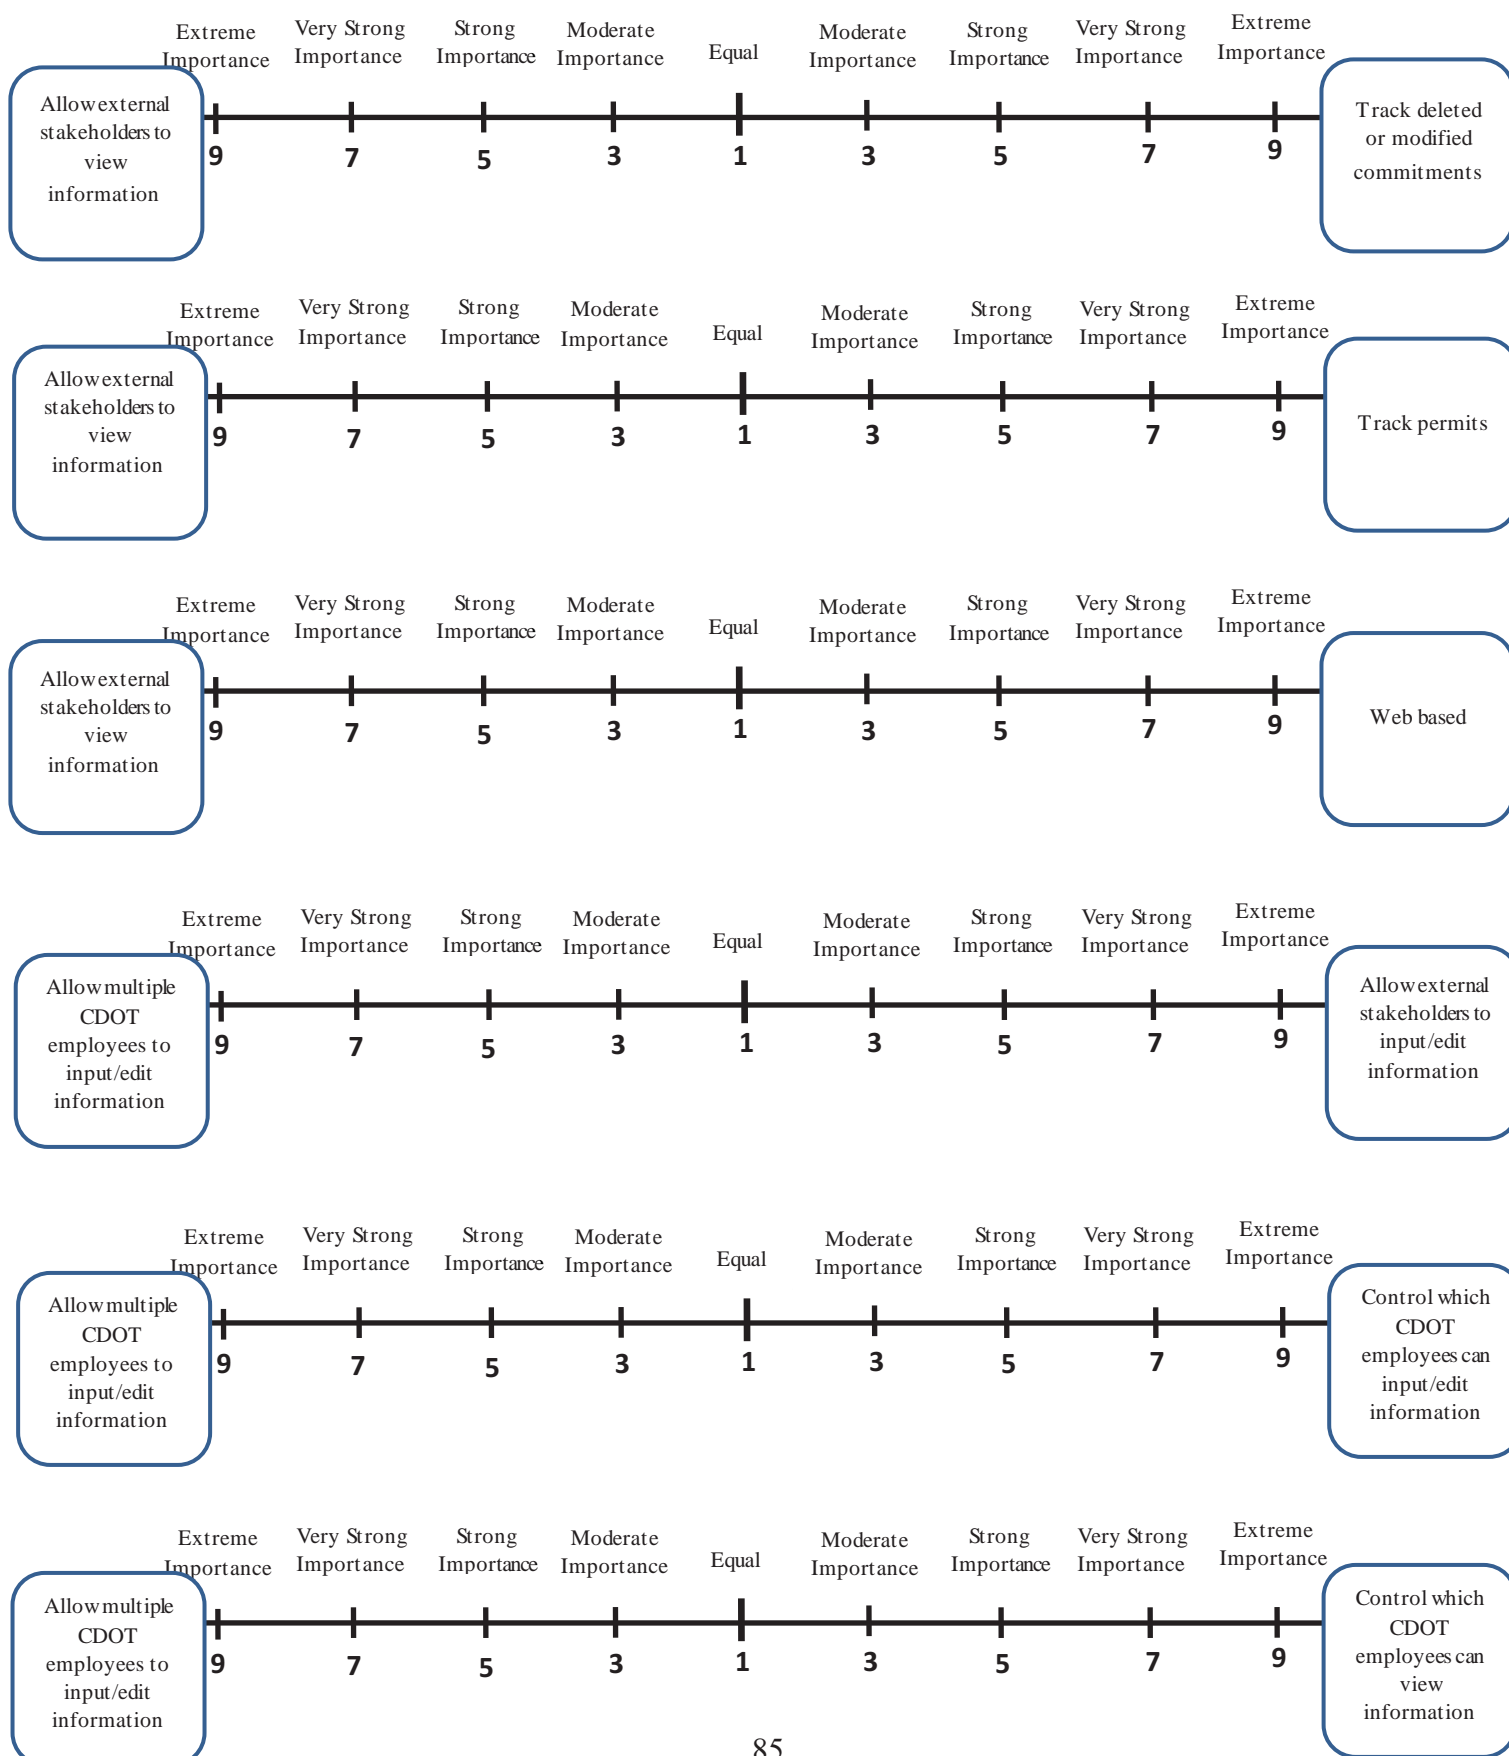 Extreme Importance
Very Strong Importance
Strong Importance
Moderate Importance
Equal
Moderate Importance
Strong Importance
Very Strong Importance
Extreme Importance
Allow external
stakeholders to
view
information
9 7 5 3 1 3 5 7 9
Track deleted
or modified
commitments
Extreme Importance
Very Strong Importance
Strong Importance
Moderate Importance
Equal
Moderate Importance
Strong Importance
Very Strong Importance
Extreme Importance
Allow external
stakeholders to
view
information
9 7 5 3 1 3 5 7 9
Track permits
Extreme Importance
Very Strong Importance
Strong Importance
Moderate Importance
Equal
Moderate Importance
Strong Importance
Very Strong Importance
Extreme Importance
Allow external
stakeholders to
view
information
9 7 5 3 1 3 5 7 9
Web based
Extreme Importance
Very Strong Importance
Strong Importance
Moderate Importance
Equal
Moderate Importance
Strong Importance
Very Strong Importance
Extreme Importance
Allow multiple
CDOT
employees to
input/edit
information
9 7 5 3 1 3 5 7 9
Allow external
stakeholders to
input/edit
information
Extreme Importance
Very Strong Importance
Strong Importance
Moderate Importance
Equal
Moderate Importance
Strong Importance
Very Strong Importance
Extreme Importance
Allow multiple
CDOT
employees to
input/edit
information
9 7 5 3 1 3 5 7 9
Control which
CDOT
employees can
input/edit
information
Extreme Importance
Very Strong Importance
Strong Importance
Moderate Importance
Equal
Moderate Importance
Strong Importance
Very Strong Importance
Extreme Importance
Allow multiple
CDOT
employees to
input/edit
information
9 7 5 3 1 3 5 7 9
Control which
CDOT
employees can
view
information
85